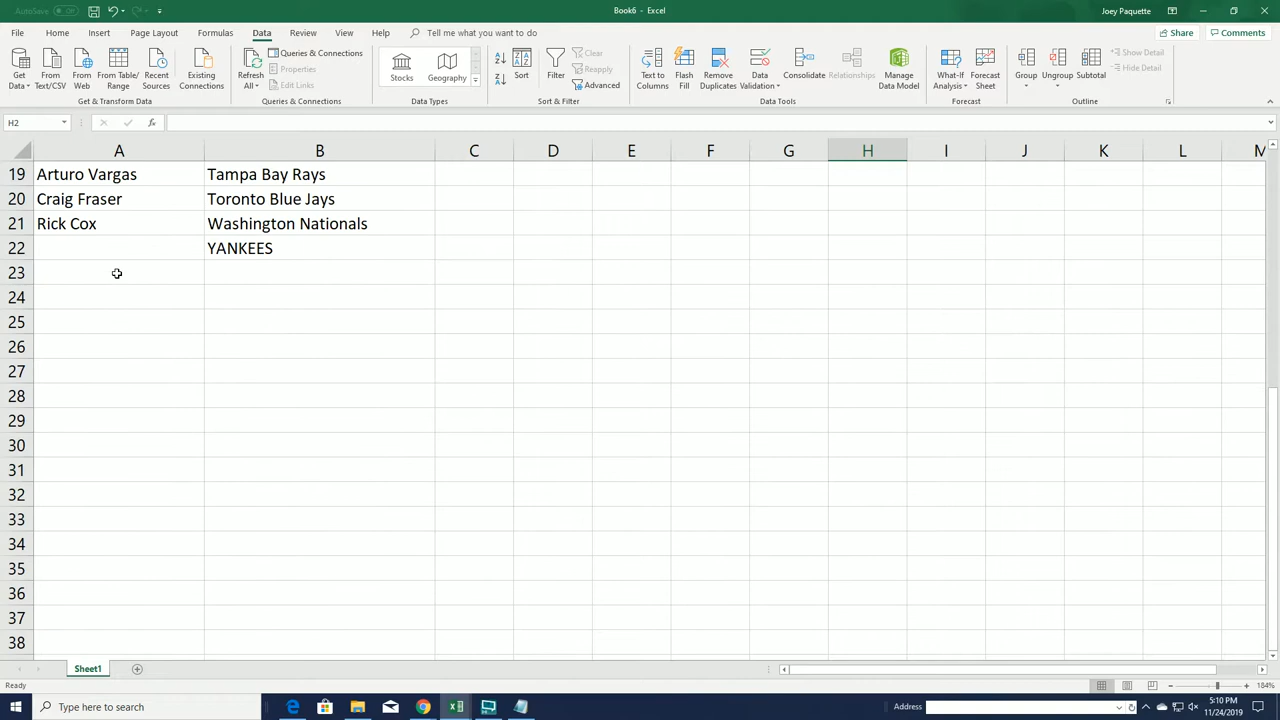 AutoSave Off
Book6 - Excel
Joey Paquette
File Home Insert Page Layout Formulas Data Review View Help Tell me what you want to do
Share Comments
Get Data
From Text/CSV
From Web
From Table/ Range
Recent Sources
Existing Connections
Get & Transform Data
Refresh All
Queries & Connections
Properties
Edit Links
Queries & Connections
Stocks
Geography
Data Types
Sort
Filter
Clear
Reapply
Advanced
Sort & Filter
Text to Columns
Flash Fill
Remove Duplicates
Data Validation
Consolidate
Relationships
Manage Data Model
Data Tools
What-If Analysis
Forecast Sheet
Forecast
Group
Ungroup
Subtotal
Show Detail
Hide Detail
Outline
H2
fx
A B C D E F G H I J K L M
19 Arturo Vargas Tampa Bay Rays
20 Craig Fraser Toronto Blue Jays
21 Rick Cox Washington Nationals
22 YANKEES
23
24
25
26
27
28
29
30
31
32
33
34
35
36
37
38
Sheet1
Ready
184%
Type here to search
Address
5:10 PM
11/24/2019